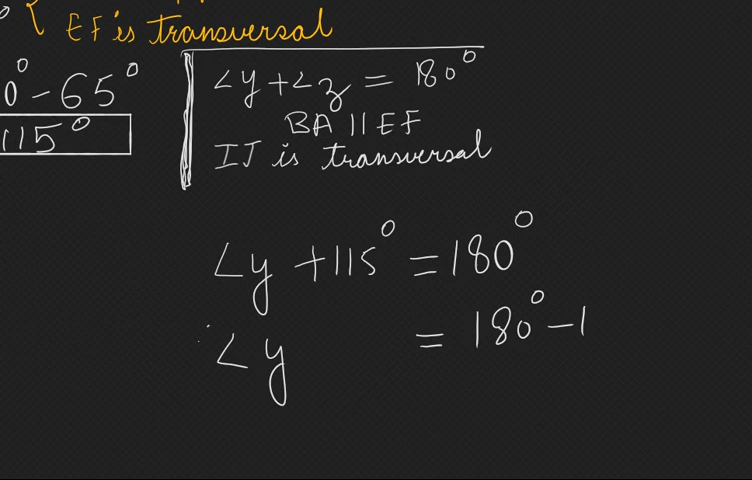 ° { EF is transversal
0° - 65°
115°
∠y + ∠z = 180°
BA || EF
IJ is transversal
∠y + 115° = 180°
∠y = 180° - 1